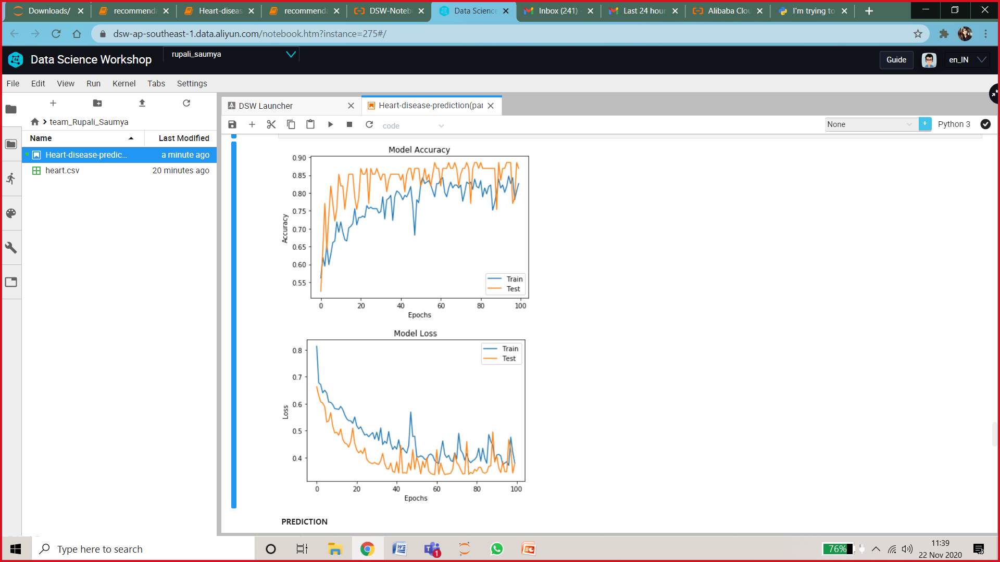 Downloads/
recommend
Heart-diseas
recommend
DSW-Noteb
Data Science
Inbox (241)
Last 24 hour
Alibaba Clou
I'm trying to
dsw-ap-southeast-1.data.aliyun.com/notebook.htm?instance=275#/
Data Science Workshop
rupali_saumya
Guide
en_IN
File Edit View Run Kernel Tabs Settings
team_Rupali_Saumya
Name Last Modified
Heart-disease-predic... a minute ago
heart.csv 20 minutes ago
DSW Launcher
Heart-disease-prediction(par
code
None
Python 3
Model Accuracy
0.90
0.85
0.80
0.75
0.70
0.65
0.60
0.55
Accuracy
Train
Test
0 20 40 60 80 100
Epochs
Model Loss
0.8
0.7
0.6
0.5
0.4
Loss
Train
Test
0 20 40 60 80 100
Epochs
PREDICTION
Type here to search
1
76%
11:39
22 Nov 2020